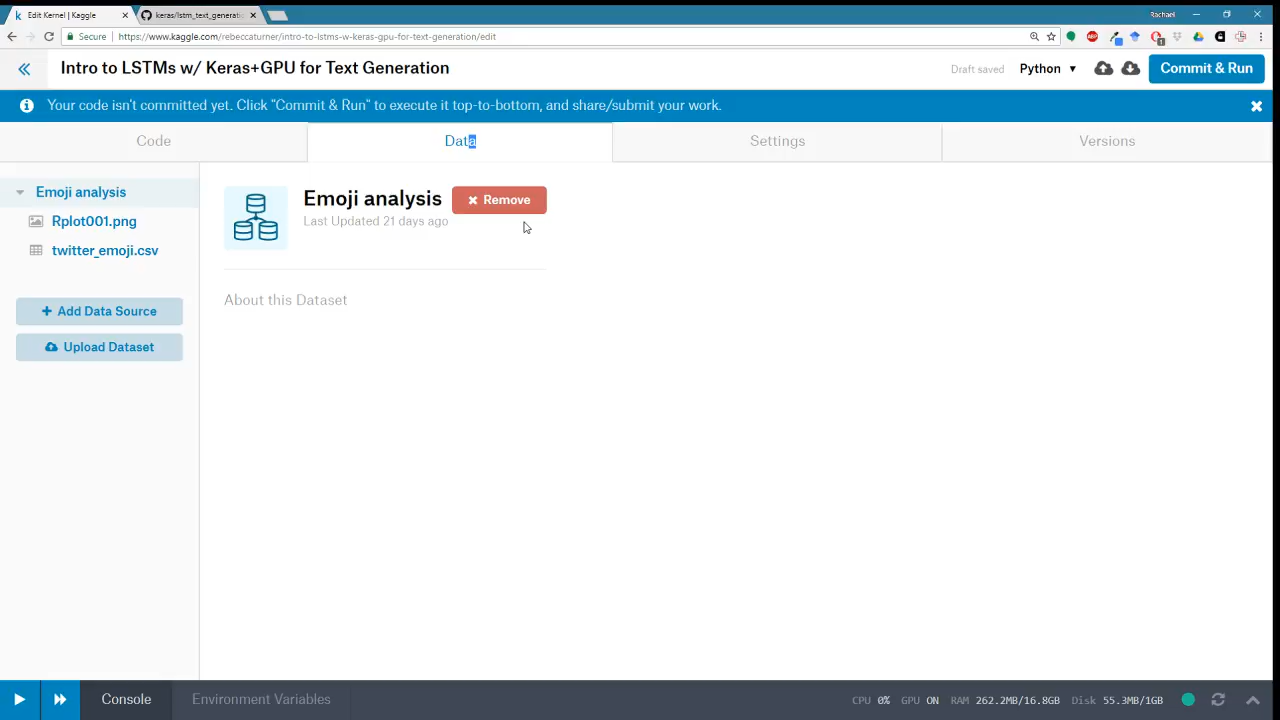 Edit Kernel | Kaggle
keras/lstm_text_generati
Rachael
Secure https://www.kaggle.com/rebeccaturner/intro-to-lstms-w-keras-gpu-for-text-generation/edit
Intro to LSTMs w/ Keras+GPU for Text Generation
Draft saved
Python
Commit & Run
Your code isn't committed yet. Click "Commit & Run" to execute it top-to-bottom, and share/submit your work.
Code
Data
Settings
Versions
Emoji analysis
Rplot001.png
twitter_emoji.csv
Add Data Source
Upload Dataset
Emoji analysis
Remove
Last Updated 21 days ago
About this Dataset
Console
Environment Variables
CPU 0% GPU ON RAM 262.2MB/16.8GB Disk 55.3MB/1GB